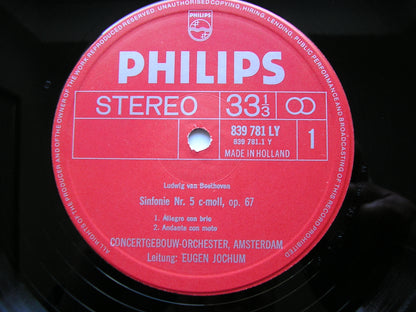 ALL RIGHTS OF THE PRODUCER AND OF THE OWNER OF THE WORK REPRODUCED RESERVED. UNAUTHORISED COPYING, HIRING, LENDING, PUBLIC PERFORMANCE AND BROADCASTING OF THIS RECORD PROHIBITED
PHILIPS
PHILIPS
STEREO 33 1/3
839 781 LY
839 781.1 Y
MADE IN HOLLAND
1
Ludwig van Beethoven
Sinfonie Nr. 5 c-moll, op. 67
1. Allegro con brio
2. Andante con moto
CONCERTGEBOUW-ORCHESTER, AMSTERDAM
Leitung: EUGEN JOCHUM